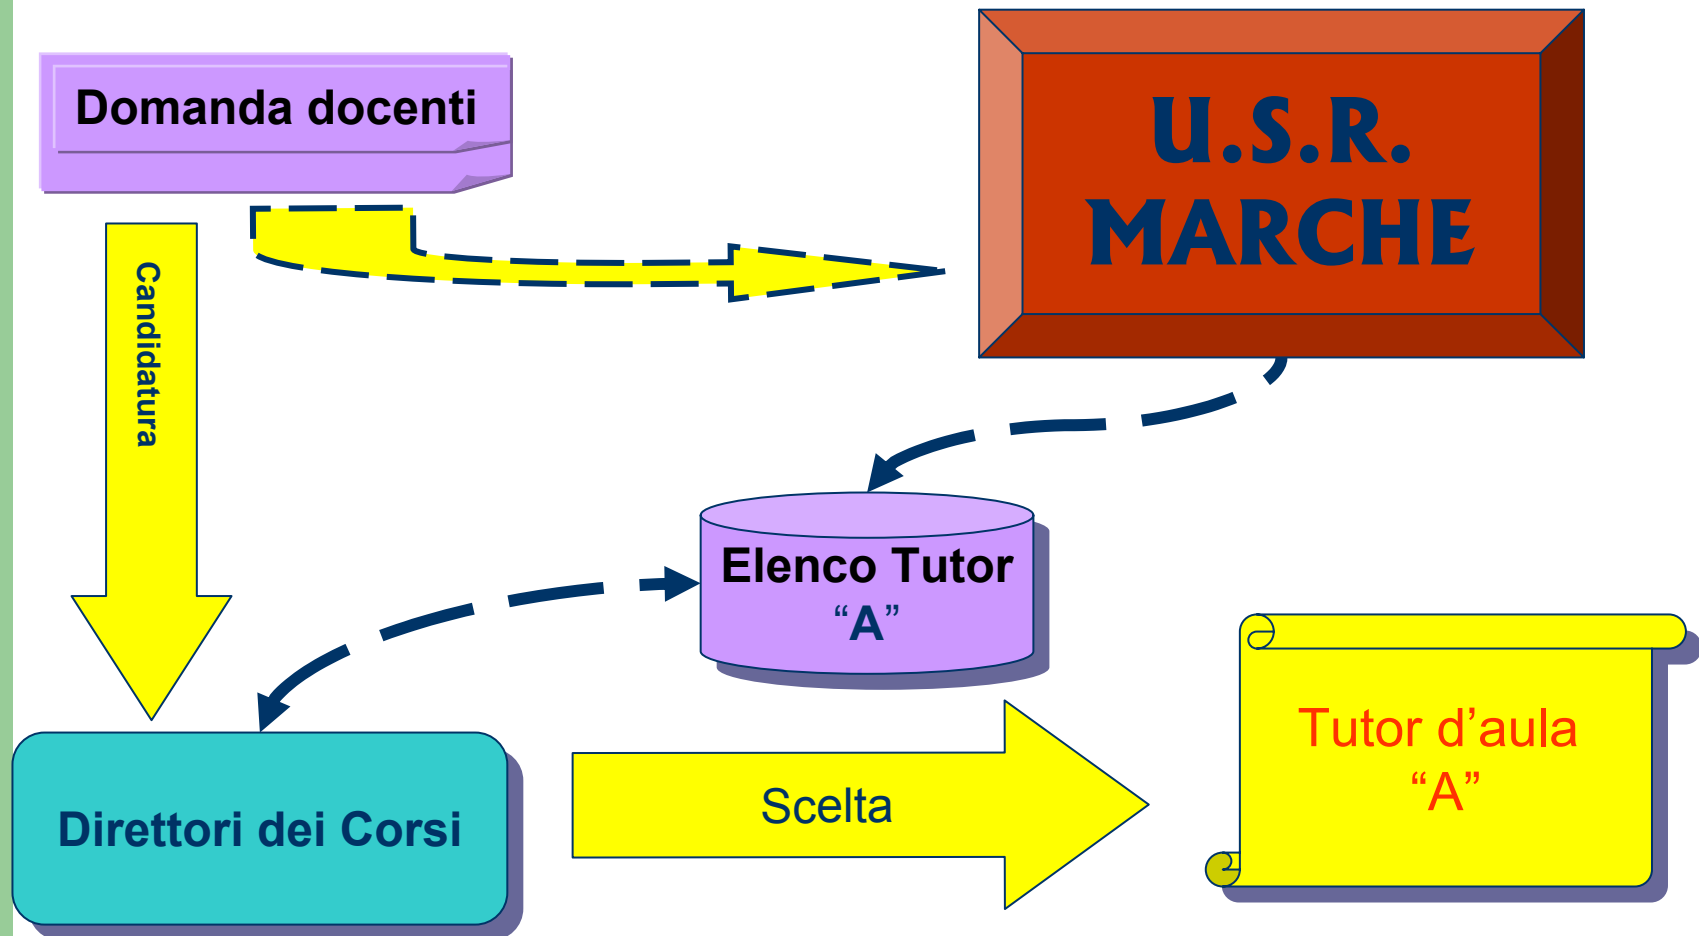 Domanda docenti
U.S.R.
MARCHE
Candidatura
Elenco Tutor
“A”
Tutor d’aula
“A”
Scelta
Direttori dei Corsi